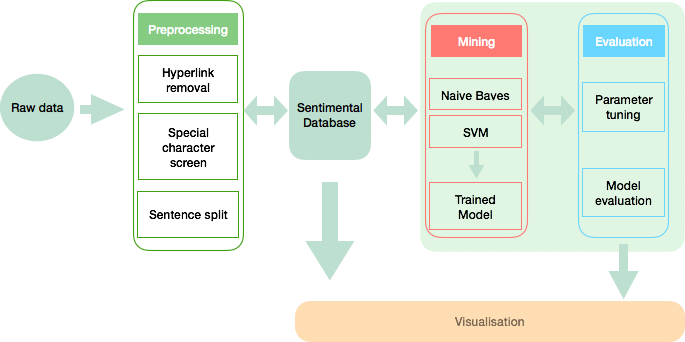 Preprocessing
Hyperlink
removal
Special
character
screen
Sentence split
Raw data
Sentimental
Database
Mining
Naive Baves
SVM
Trained
Model
Evaluation
Parameter
tuning
Model
evaluation
Visualisation